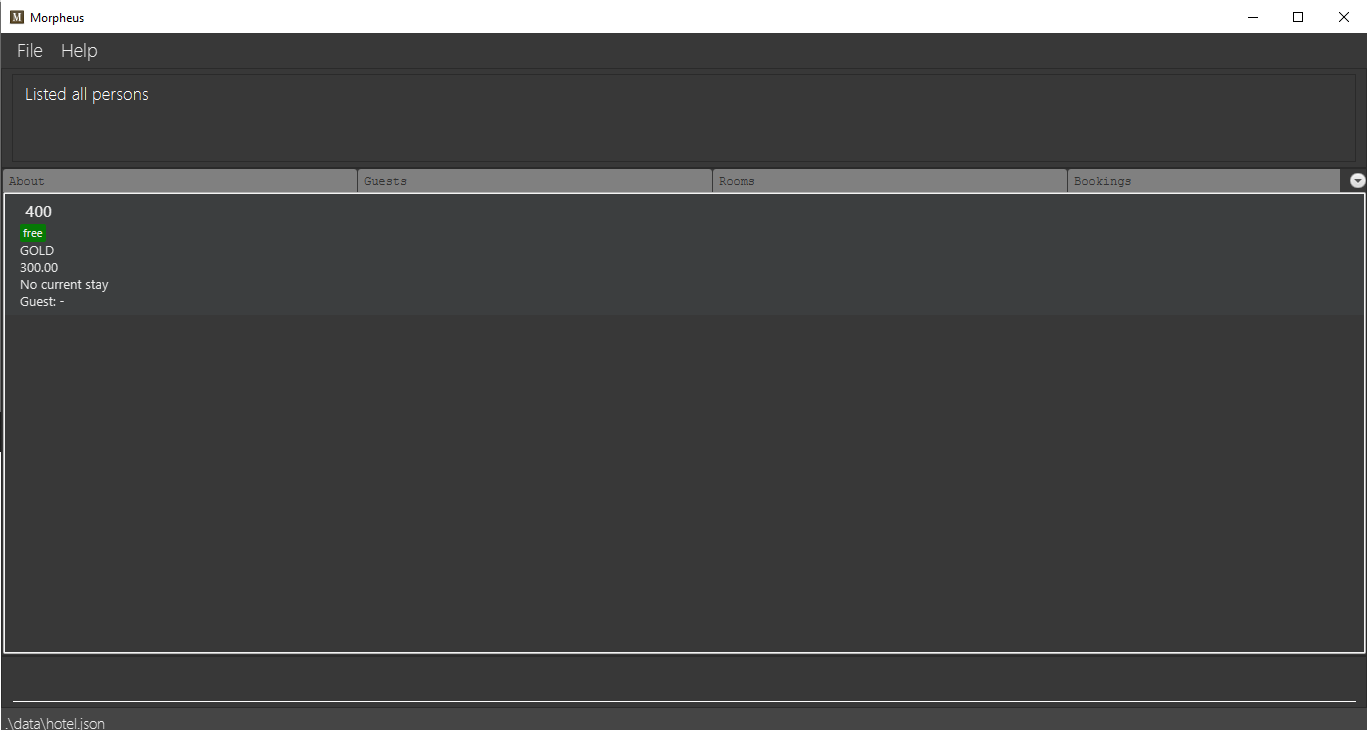 M Morpheus
File Help
Listed all persons
About Guests Rooms Bookings
400
free
GOLD
300.00
No current stay
Guest: -
.\data\hotel.json